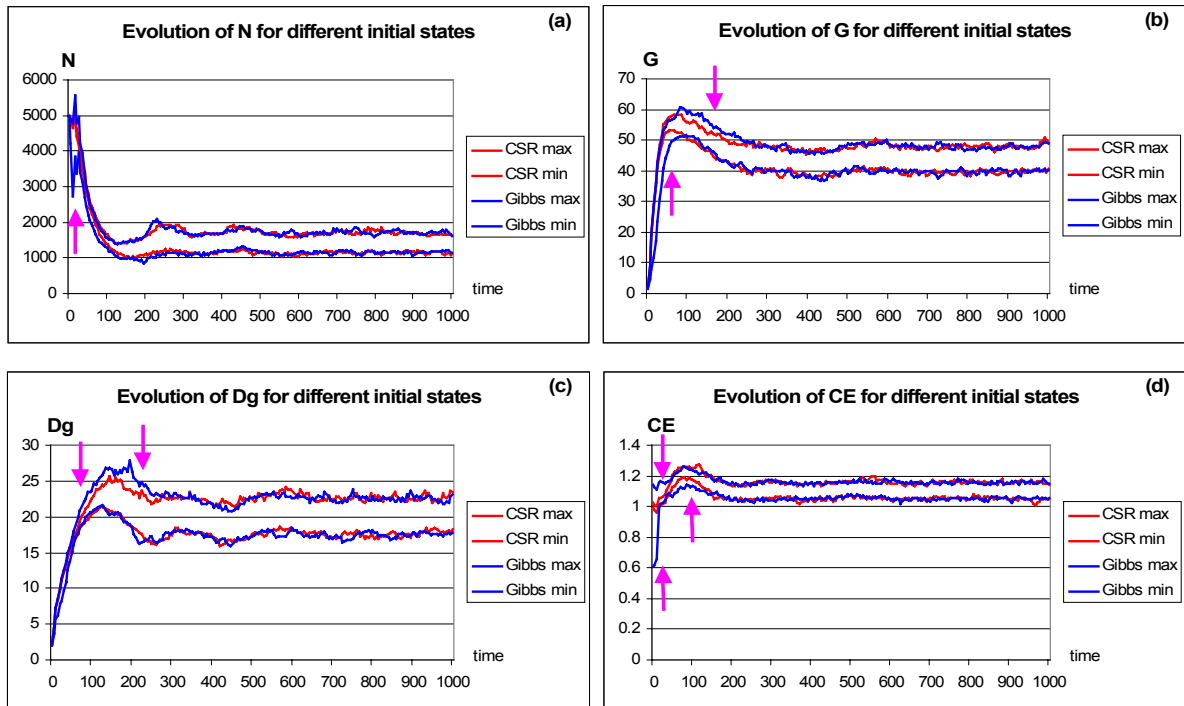 (a)
Evolution of N for different initial states
N
6000
5000
4000
3000
2000
1000
0
0 100 200 300 400 500 600 700 800 900 1000
time
CSR max
CSR min
Gibbs max
Gibbs min
(b)
Evolution of G for different initial states
G
70
60
50
40
30
20
10
0
0 100 200 300 400 500 600 700 800 900 1000
time
CSR max
CSR min
Gibbs max
Gibbs min
(c)
Evolution of Dg for different initial states
Dg
30
25
20
15
10
5
0
0 100 200 300 400 500 600 700 800 900 1000
time
CSR max
CSR min
Gibbs max
Gibbs min
(d)
Evolution of CE for different initial states
CE
1.4
1.2
1
0.8
0.6
0.4
0.2
0
0 100 200 300 400 500 600 700 800 900 1000
time
CSR max
CSR min
Gibbs max
Gibbs min